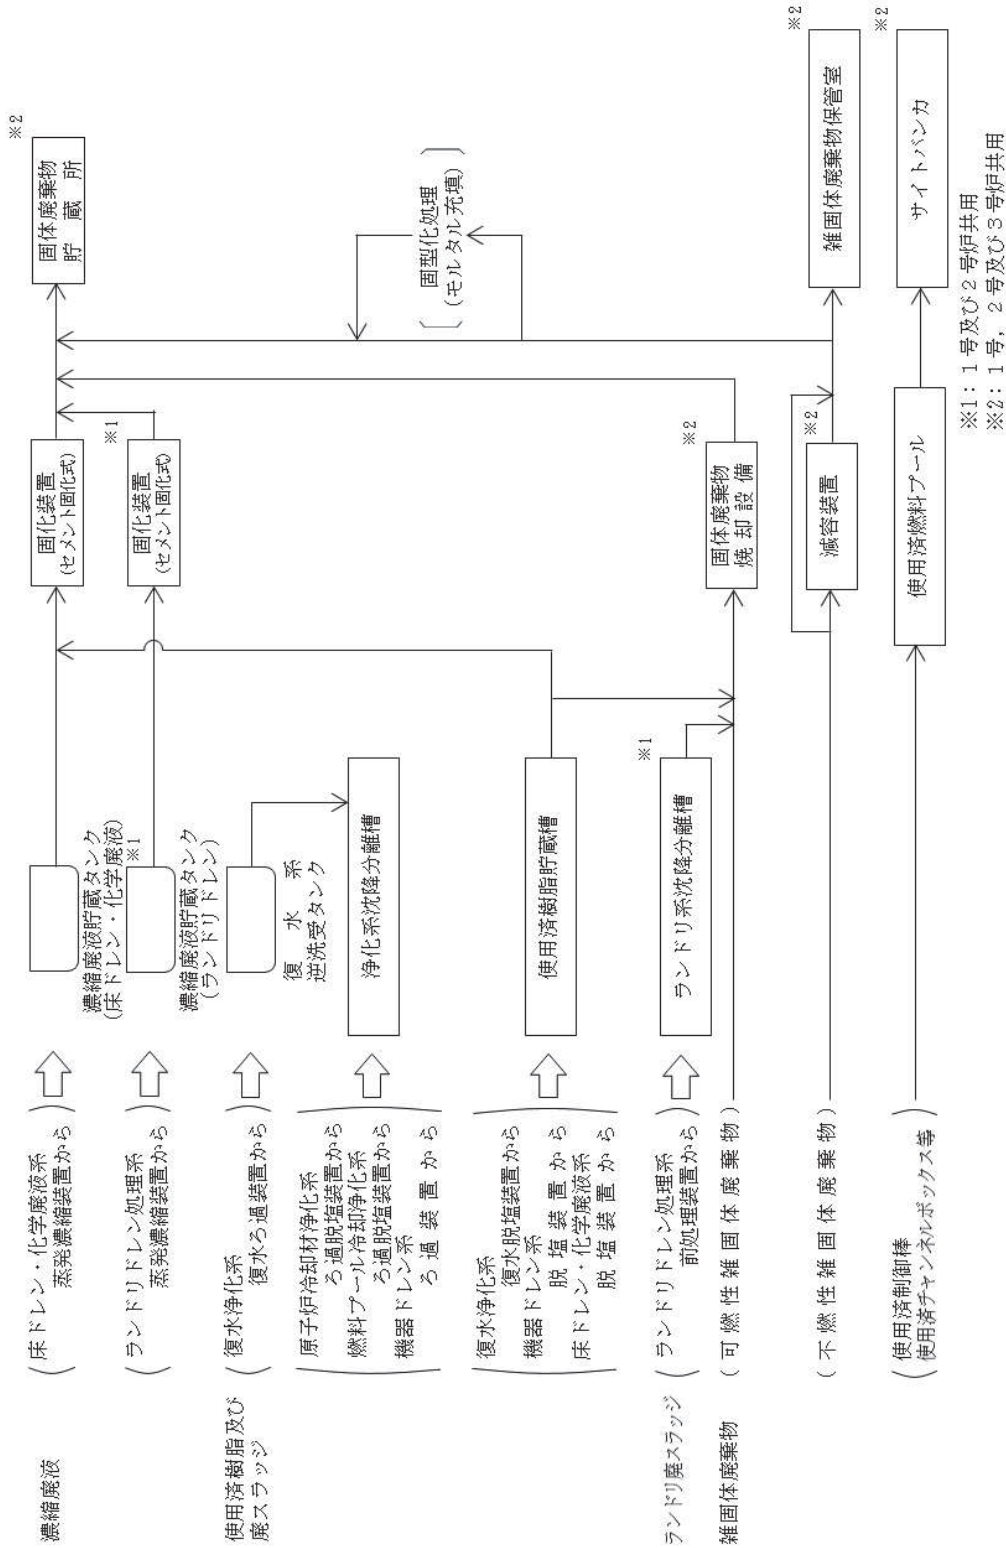 濃縮廃液
(床ドレン・化学廃液系
蒸発濃縮装置から)
濃縮廃液貯蔵タンク
(床ドレン・化学廃液)
固化装置
(セメント固化式)
固体廃棄物
貯蔵所
※2
(ランドリドレン処理系
蒸発濃縮装置から)
※1
濃縮廃液貯蔵タンク
(ランドリドレン)
固化装置
(セメント固化式)
※1
使用済樹脂及び
廃スラッジ
(復水浄化系
復水ろ過装置から)
復水系
逆洗受タンク
(原子炉冷却材浄化系
ろ過脱塩装置から
燃料プール冷却浄化系
ろ過脱塩装置から
機器ドレン系
ろ過装置から)
浄化系沈降分離槽
固型化処理
(モルタル充填)
(復水浄化系
復水脱塩装置から
機器ドレン系
脱塩装置から
床ドレン・化学廃液系
脱塩装置から)
使用済樹脂貯蔵槽
ランドリ廃スラッジ
(ランドリドレン処理系
前処理装置から)
ランドリ系沈降分離槽
※1
雑固体廃棄物
(可燃性雑固体廃棄物)
固体廃棄物
焼却設備
※2
(不燃性雑固体廃棄物)
減容装置
※2
雑固体廃棄物保管室
※2
(使用済制御棒
使用済チャンネルボックス等)
使用済燃料プール
サイトバンカ
※2
※1：1号及び2号炉共用
※2：1号，2号及び3号炉共用